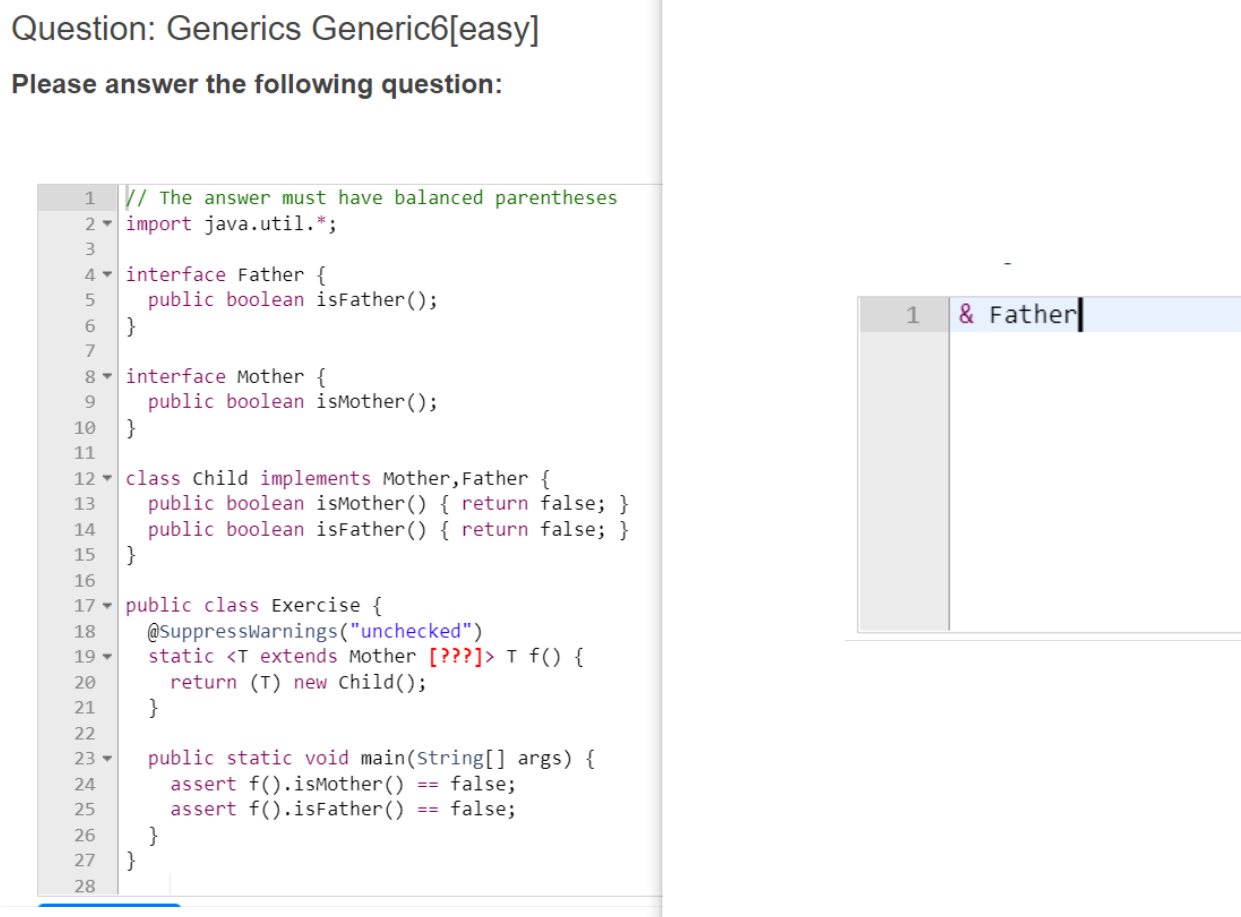 Question: Generics Generic6[easy]
Please answer the following question:
1 // The answer must have balanced parentheses
2 import java.util.*;
3
4 interface Father {
5   public boolean isFather();
6 }
7
8 interface Mother {
9   public boolean isMother();
10 }
11
12 class Child implements Mother,Father {
13   public boolean isMother() { return false; }
14   public boolean isFather() { return false; }
15 }
16
17 public class Exercise {
18   @SuppressWarnings("unchecked")
19   static <T extends Mother [???]> T f() {
20     return (T) new Child();
21   }
22
23   public static void main(String[] args) {
24     assert f().isMother() == false;
25     assert f().isFather() == false;
26   }
27 }
28
1 & Father